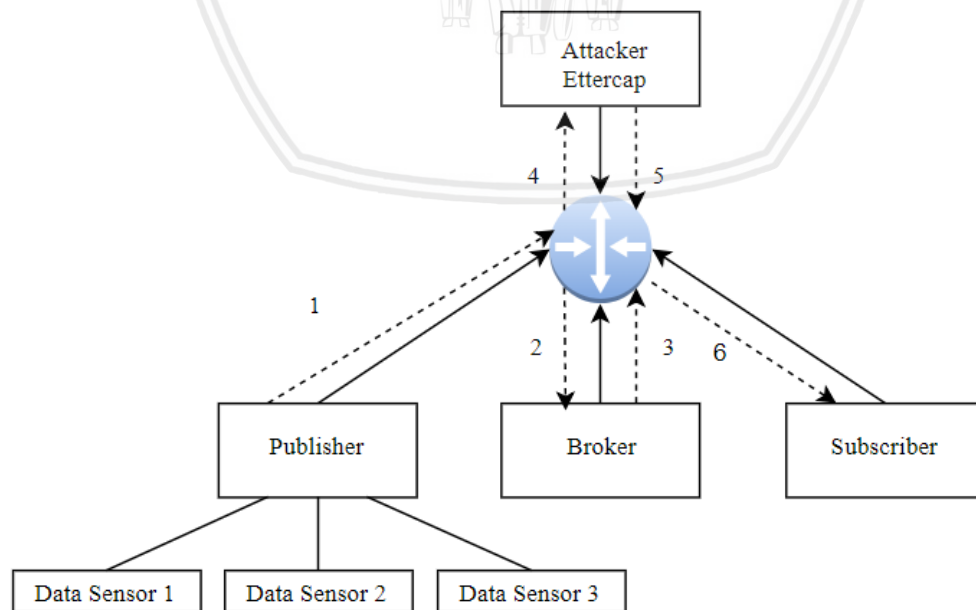 Attacker
Ettercap
4
5
1
2
3
6
Publisher
Broker
Subscriber
Data Sensor 1
Data Sensor 2
Data Sensor 3